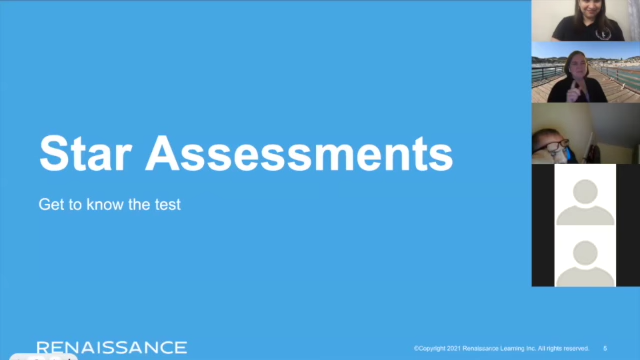 Star Assessments
Get to know the test
RENAISSANCE
©Copyright 2021 Renaissance Learning Inc. All rights reserved. 5